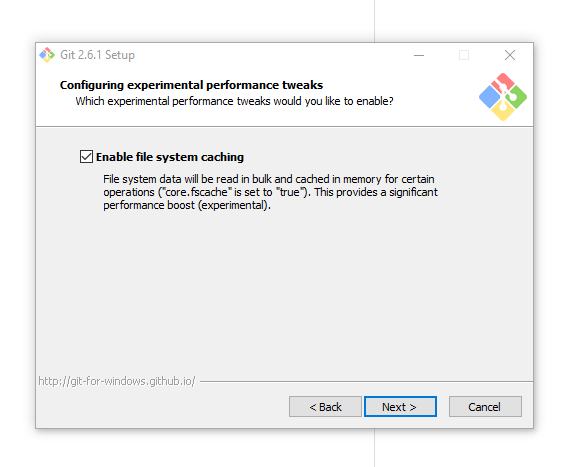 Git 2.6.1 Setup
Configuring experimental performance tweaks
Which experimental performance tweaks would you like to enable?
Enable file system caching
File system data will be read in bulk and cached in memory for certain
operations ("core.fscache" is set to "true"). This provides a significant
performance boost (experimental).
http://git-for-windows.github.io/
< Back
Next >
Cancel